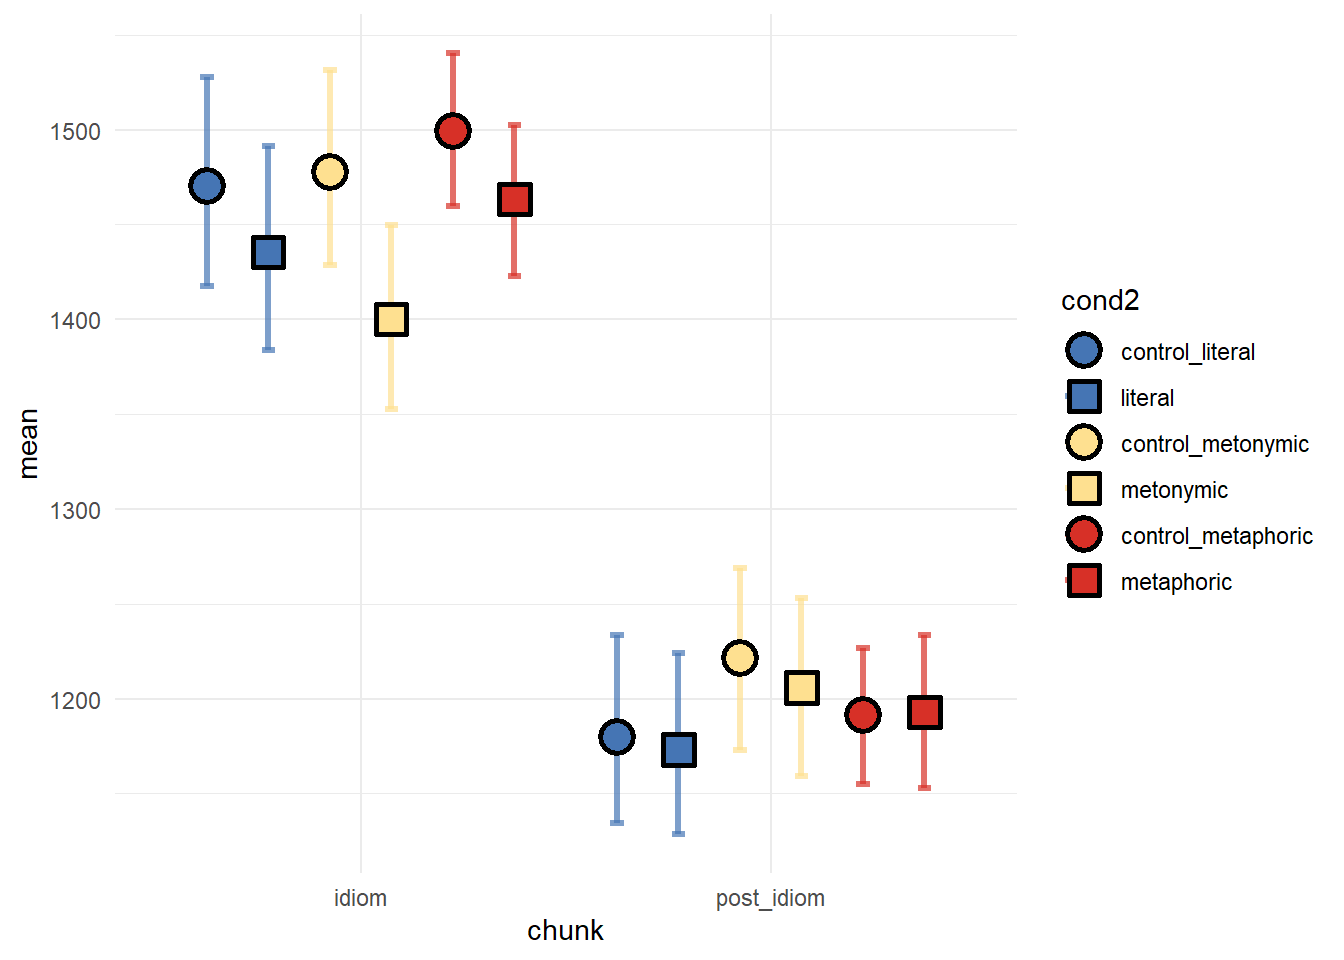 1500
1400
1300
1200
mean
idiom
post_idiom
chunk
cond2
control_literal
literal
control_metonymic
metonymic
control_metaphoric
metaphoric